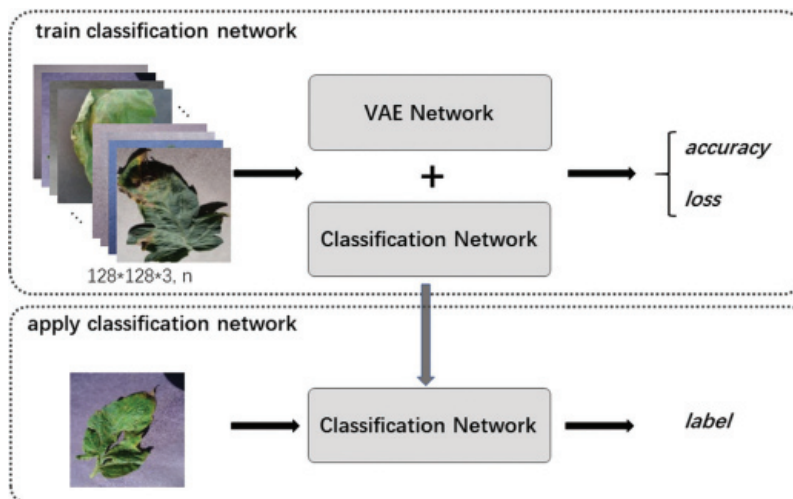 train classification network
VAE Network
+
Classification Network
accuracy
loss
128*128*3, n
apply classification network
Classification Network
label